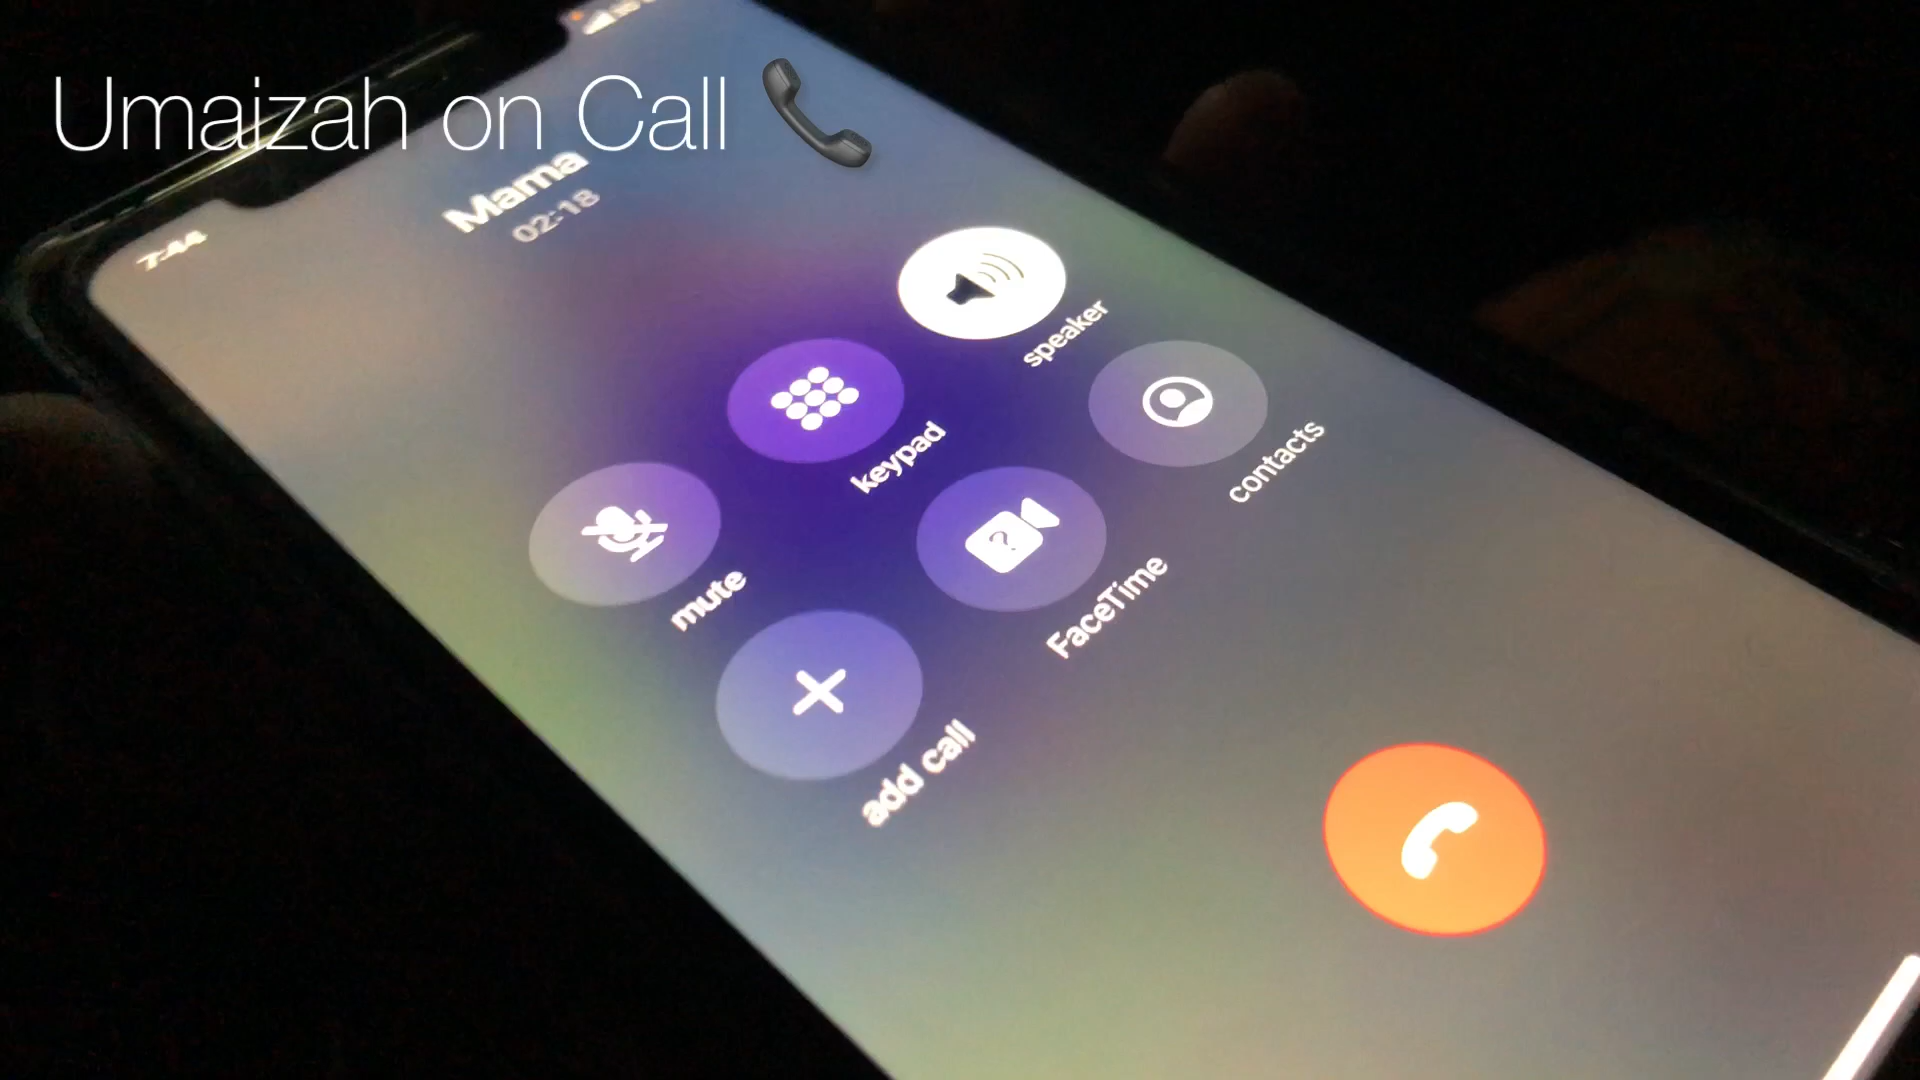 Umaizah on Call
Mama
02:18
7:44
speaker
keypad
contacts
mute
FaceTime
add call